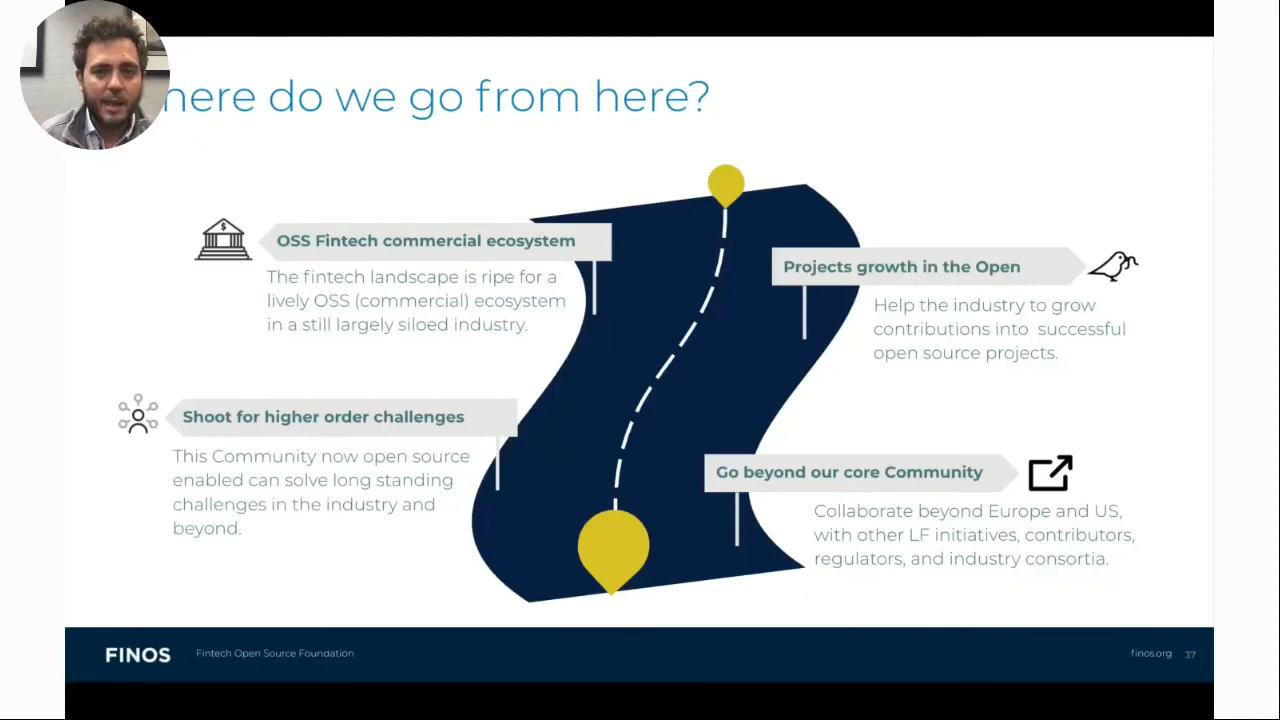 here do we go from here?
OSS Fintech commercial ecosystem
The fintech landscape is ripe for a
lively OSS (commercial) ecosystem
in a still largely siloed industry.
Projects growth in the Open
Help the industry to grow
contributions into successful
open source projects.
Shoot for higher order challenges
This Community now open source
enabled can solve long standing
challenges in the industry and
beyond.
Go beyond our core Community
Collaborate beyond Europe and US,
with other LF initiatives, contributors,
regulators, and industry consortia.
FINOS
Fintech Open Source Foundation
finos.org 37